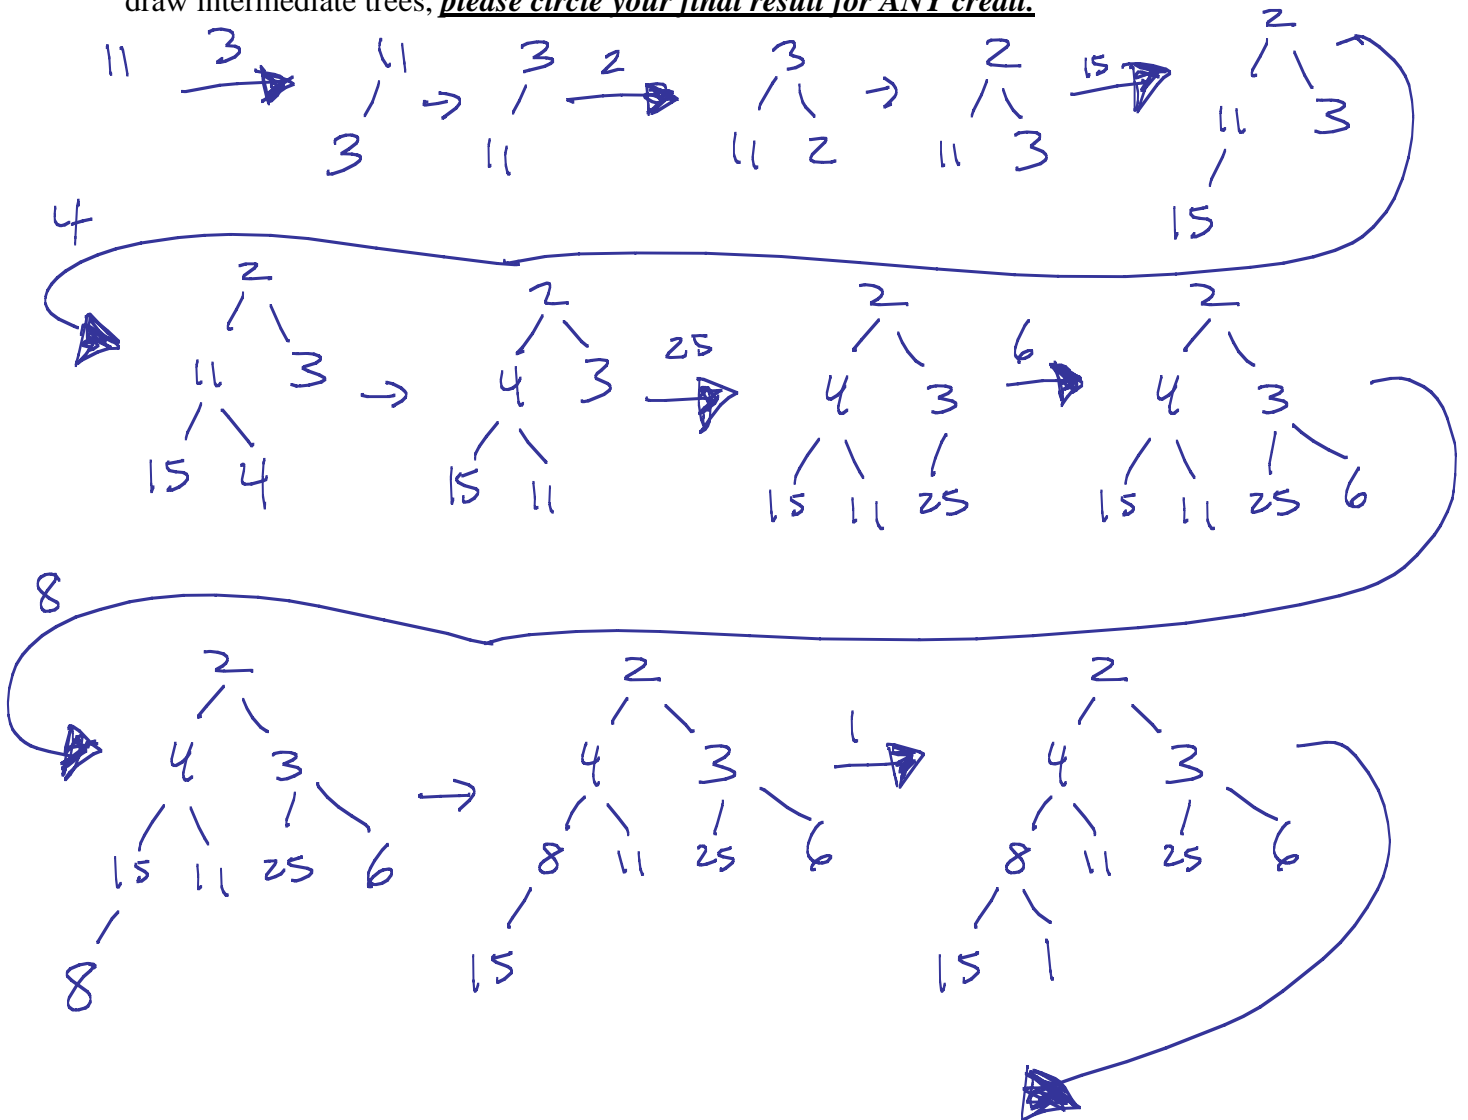 draw intermediate trees, please circle your final result for ANY credit.
11 3 11 3 2 3 2 15 2
3 11 11 2 11 3 11 3
15
4
2 2 2 2
11 3 4 3 25 4 3 6 4 3
15 4 15 11 15 11 25 15 11 25 6
8
2 2 2
4 3 4 3 1 4 3
15 11 25 6 8 11 25 6 8 11 25 6
8 15 15 1